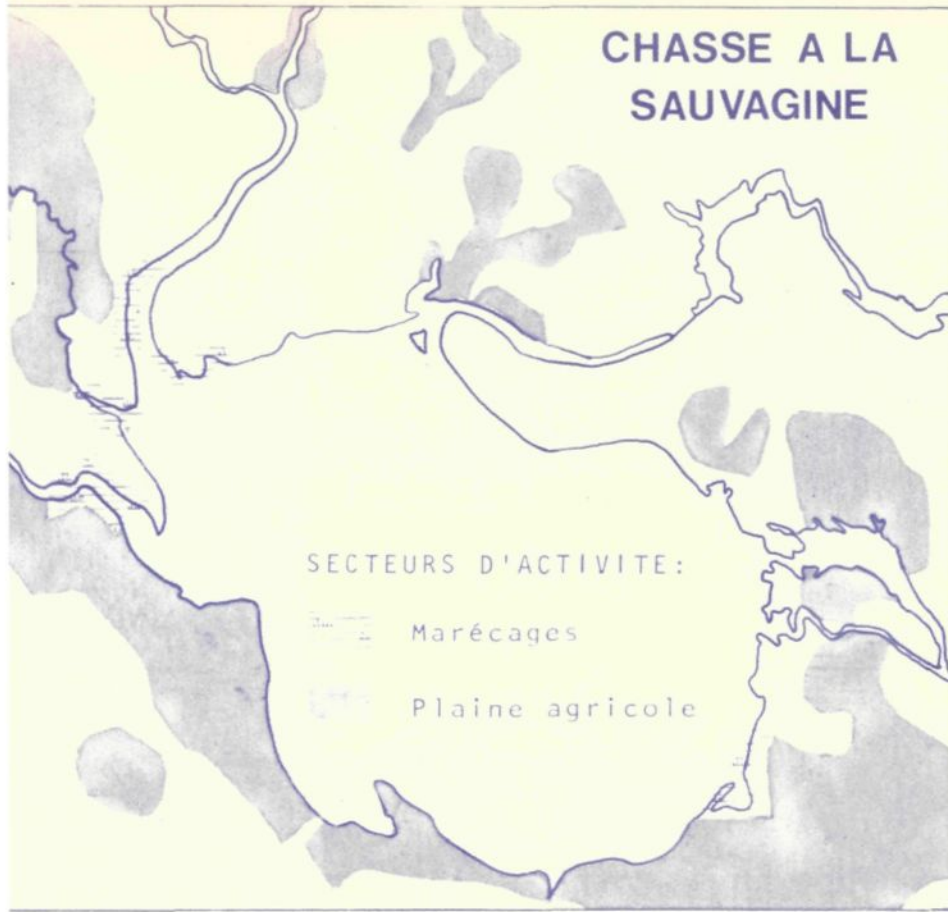 CHASSE A LA
SAUVAGINE
SECTEURS D'ACTIVITE:
Marécages
Plaine agricole